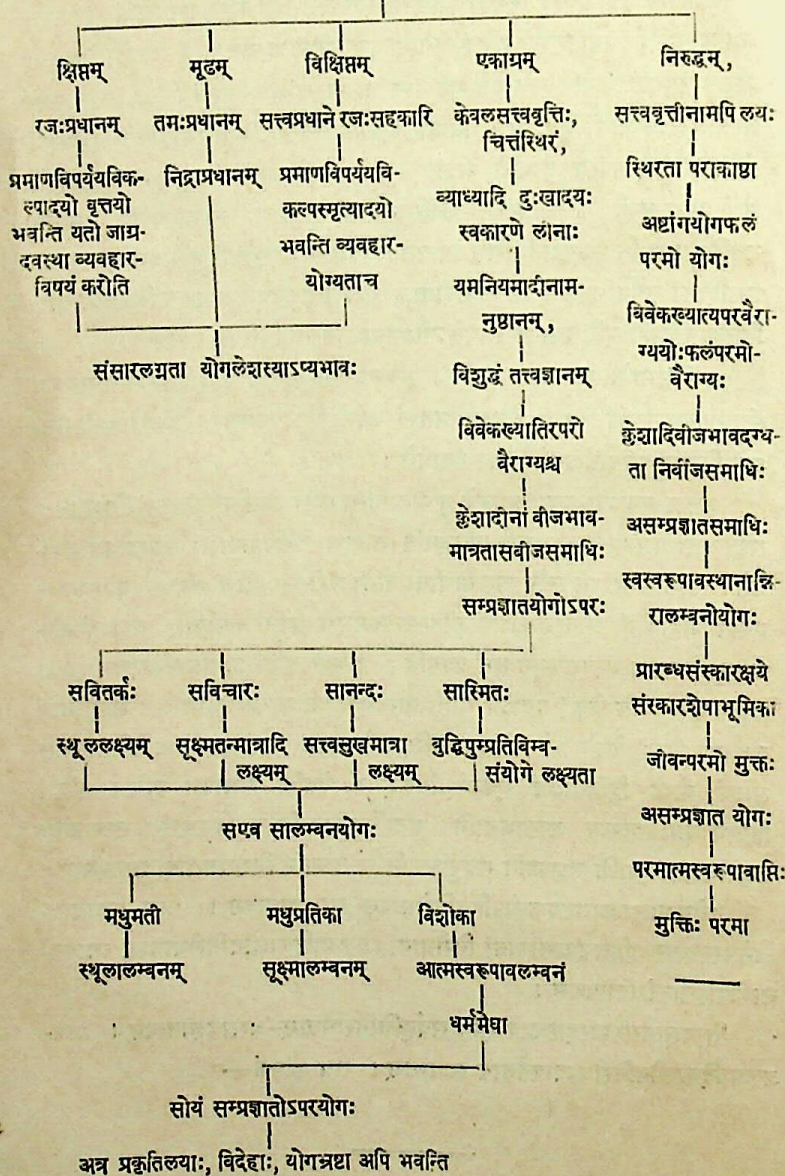 क्षिप्तम्
रजःप्रधानम्
प्रमाणविपर्ययविक-
ल्पादयो वृत्तयो
भवन्ति यतो जाग्र-
दवस्था व्यवहार-
विषयं करोति
मूढम्
तमःप्रधानम्
निद्राप्रधानम्
विक्षिप्तम्
सत्त्वप्रधाने रजःसहकारि
प्रमाणविपर्ययवि-
कल्पस्मृत्यादयो
भवन्ति व्यवहार-
योग्यताच
संसारलग्नता योगलेशस्याऽप्यभावः
एकाग्रम्
केवलसत्त्ववृत्तिः,
चित्तंस्थिरं,
व्याध्यादि दुःखादयः
स्वकारणे लीनाः
यमनियमादीनाम-
नुष्ठानम्,
विशुद्धं तत्त्वज्ञानम्
विवेकख्यातिरपरो
वैराग्यश्च
क्लेशादीनां वीजभाव-
मात्रतासवीजसमाधिः
सम्प्रज्ञातयोगोऽपरः
सवितर्कः
स्थूललक्ष्यम्
सविचारः
सूक्ष्मतन्मात्रादि
लक्ष्यम्
सानन्दः
सत्त्वसुखमात्रा
लक्ष्यम्
सास्मितः
वुद्धिपुम्प्रतिविम्व-
संयोगे लक्ष्यता
सएव सालम्वनयोगः
मधुमती
स्थूलालम्वनम्
मधुप्रतिका
सूक्ष्मालम्वनम्
विशोका
आत्मस्वरूपावलम्वनं
धर्ममेघा
सोयं सम्प्रज्ञातोऽपरयोगः
अत्र प्रकृतिलयाः, विदेहाः, योगभ्रष्टा अपि भवन्ति
निरुद्धम्,
सत्त्ववृत्तीनामपि लयः
स्थिरता पराकाष्ठा
अष्टांगयोगफलं
परमो योगः
विवेकख्यात्यपरवैरा-
ग्ययोःफलंपरमो-
वैराग्यः
क्लेशादिवीजभावदग्ध-
ता निर्वीजसमाधिः
असम्प्रज्ञातसमाधिः
स्वस्वरूपावस्थानान्नि-
रालम्वनोयोगः
प्रारब्धसंस्कारक्षये
संस्कारशेपाभूमिका
जीवन्परमो मुक्तः
असम्प्रज्ञात योगः
परमात्मस्वरूपावाप्तिः
मुक्तिः परमा